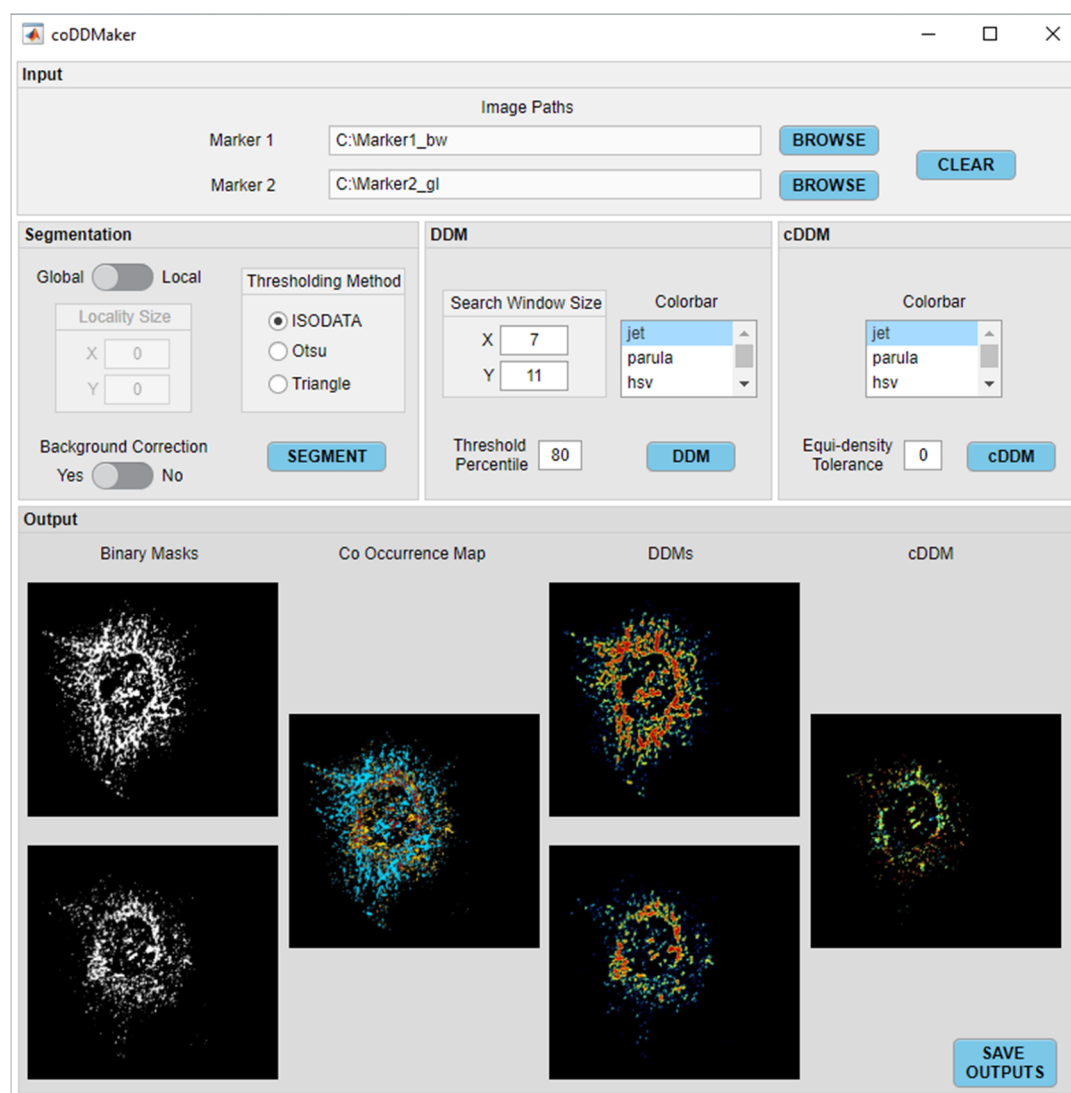 coDDMaker
Input
Image Paths
Marker 1 C:\Marker1_bw BROWSE
CLEAR
Marker 2 C:\Marker2_gl BROWSE
Segmentation
Global Local
Locality Size
X 0
Y 0
Thresholding Method
ISODATA
Otsu
Triangle
Background Correction
Yes No
SEGMENT
DDM
Search Window Size
X 7
Y 11
Colorbar
jet
parula
hsv
Threshold
Percentile 80
DDM
cDDM
Colorbar
jet
parula
hsv
Equi-density
Tolerance 0
cDDM
Output
Binary Masks Co Occurrence Map DDMs cDDM
SAVE
OUTPUTS